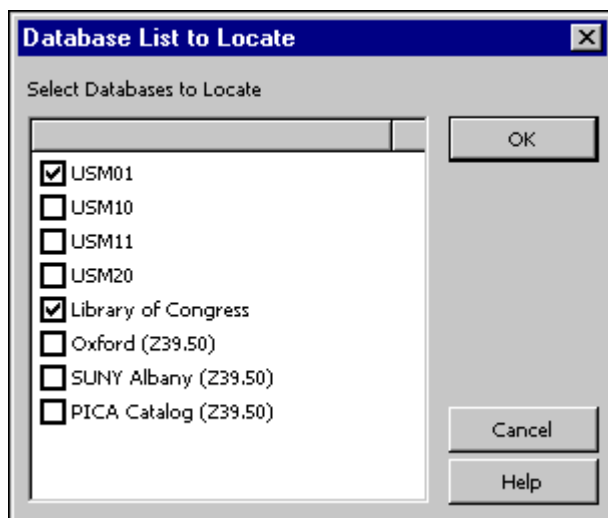 Database List to Locate
Select Databases to Locate
OK
USM01
USM10
USM11
USM20
Library of Congress
Oxford (Z39.50)
SUNY Albany (Z39.50)
PICA Catalog (Z39.50)
Cancel
Help